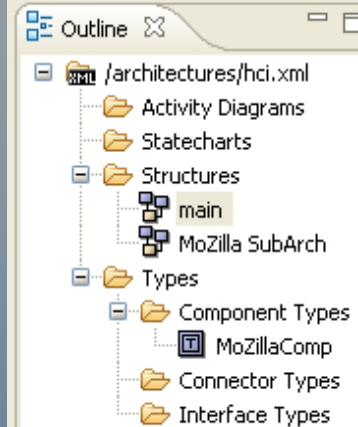 Outline
XML /architectures/hci.xml
Activity Diagrams
Statecharts
Structures
main
MoZilla SubArch
Types
Component Types
T MoZillaComp
Connector Types
Interface Types